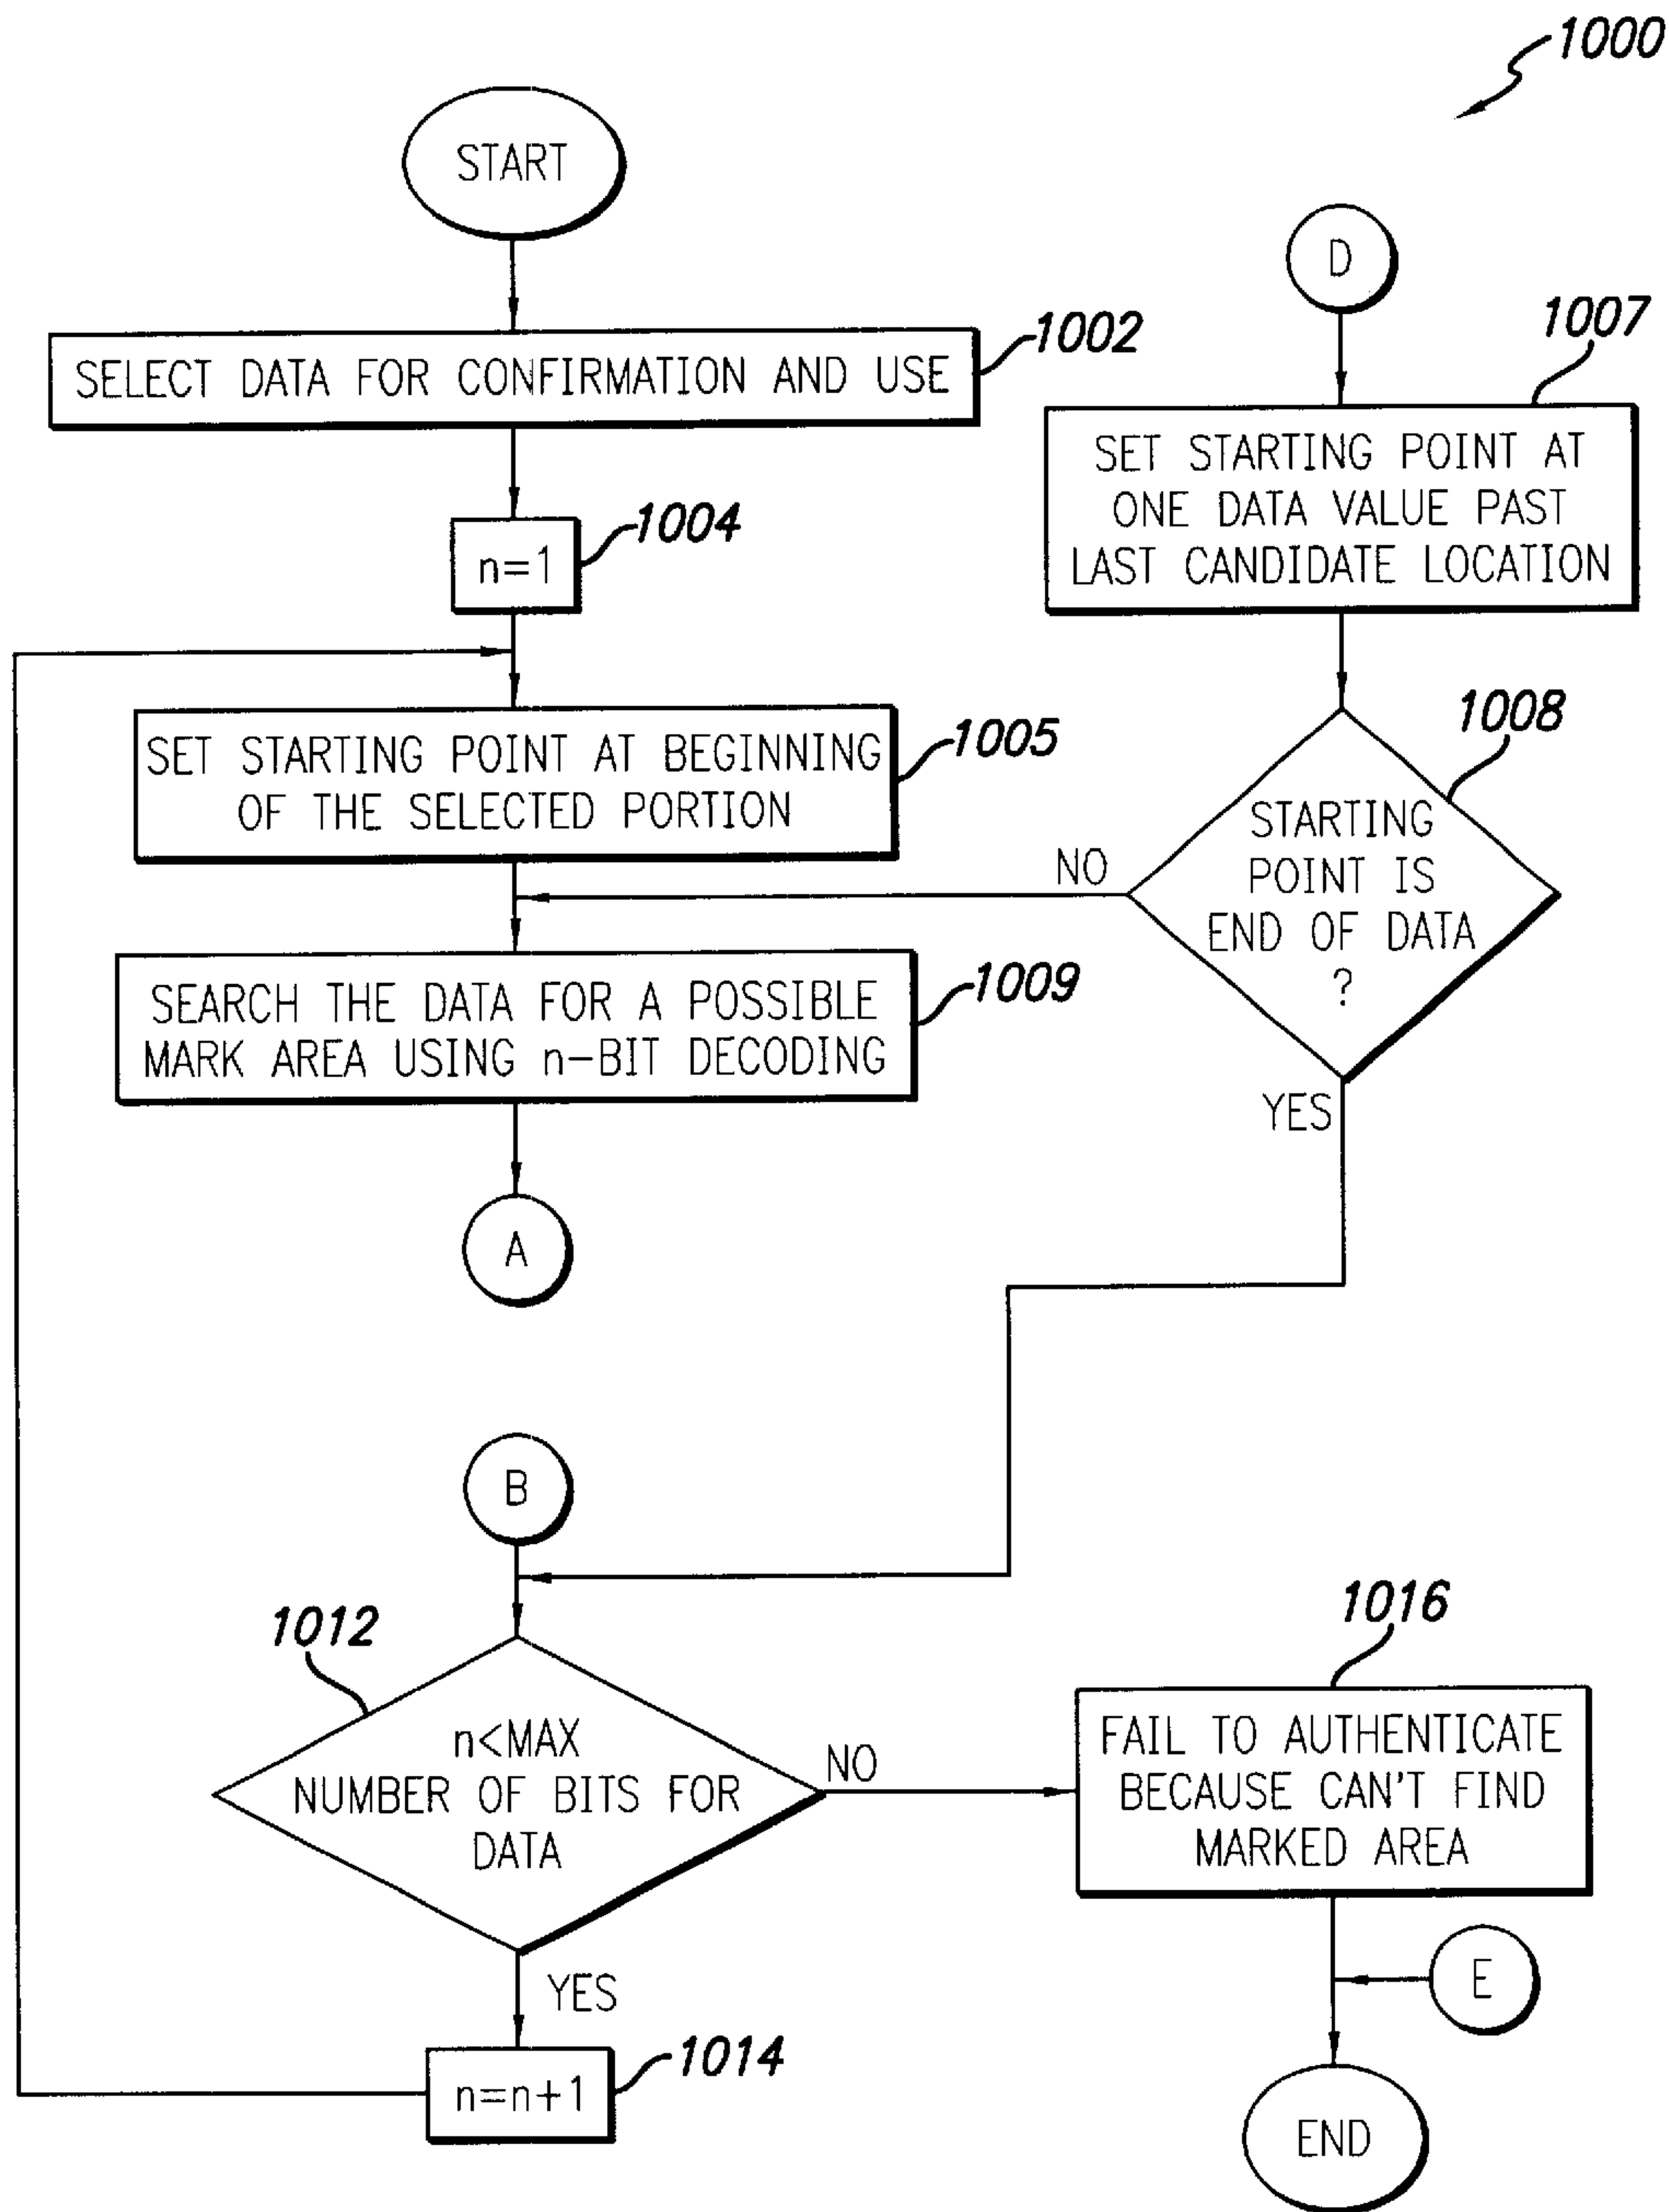 1000
START
1002
SELECT DATA FOR CONFIRMATION AND USE
1004
n=1
1005
SET STARTING POINT AT BEGINNING
OF THE SELECTED PORTION
1009
SEARCH THE DATA FOR A POSSIBLE
MARK AREA USING n-BIT DECODING
A
D
1007
SET STARTING POINT AT
ONE DATA VALUE PAST
LAST CANDIDATE LOCATION
1008
STARTING
POINT IS
END OF DATA
?
NO
YES
B
1012
n<MAX
NUMBER OF BITS FOR
DATA
NO
YES
1014
n=n+1
1016
FAIL TO AUTHENTICATE
BECAUSE CAN'T FIND
MARKED AREA
E
END